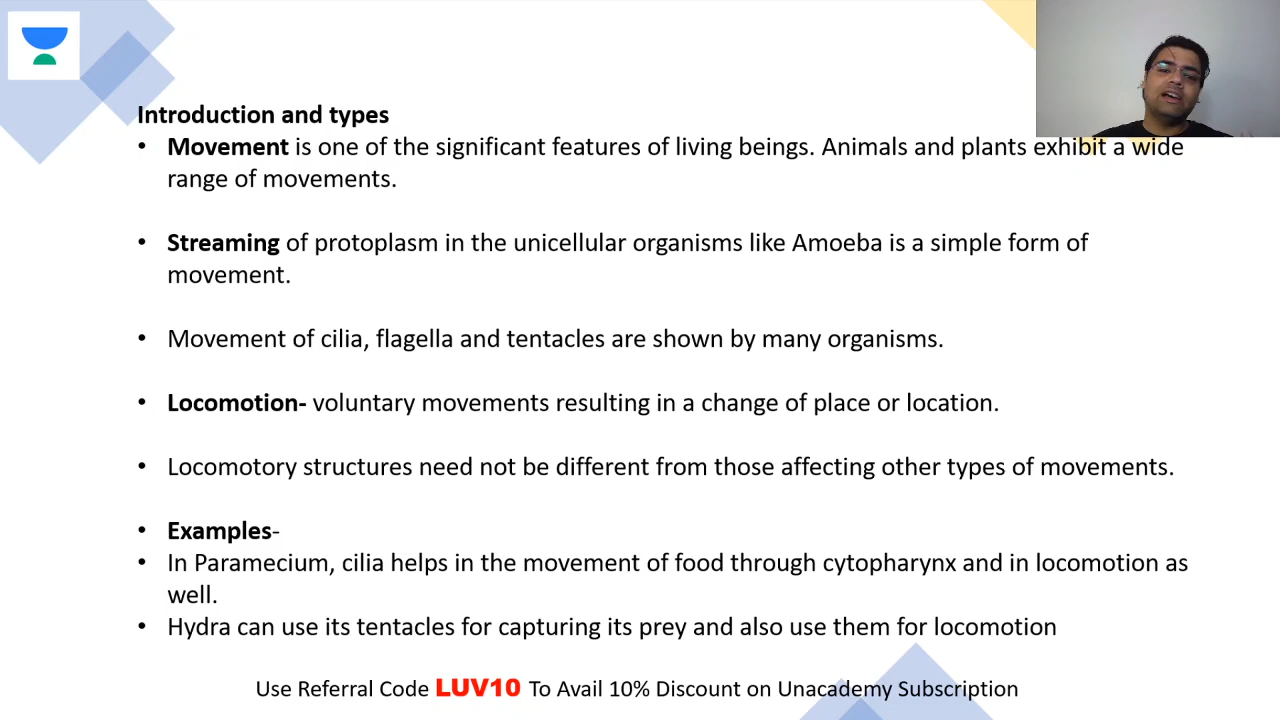 Introduction and types
• Movement is one of the significant features of living beings. Animals and plants exhibit a wide
range of movements.
• Streaming of protoplasm in the unicellular organisms like Amoeba is a simple form of
movement.
• Movement of cilia, flagella and tentacles are shown by many organisms.
• Locomotion- voluntary movements resulting in a change of place or location.
• Locomotory structures need not be different from those affecting other types of movements.
• Examples-
• In Paramecium, cilia helps in the movement of food through cytopharynx and in locomotion as
well.
• Hydra can use its tentacles for capturing its prey and also use them for locomotion
Use Referral Code LUV10 To Avail 10% Discount on Unacademy Subscription